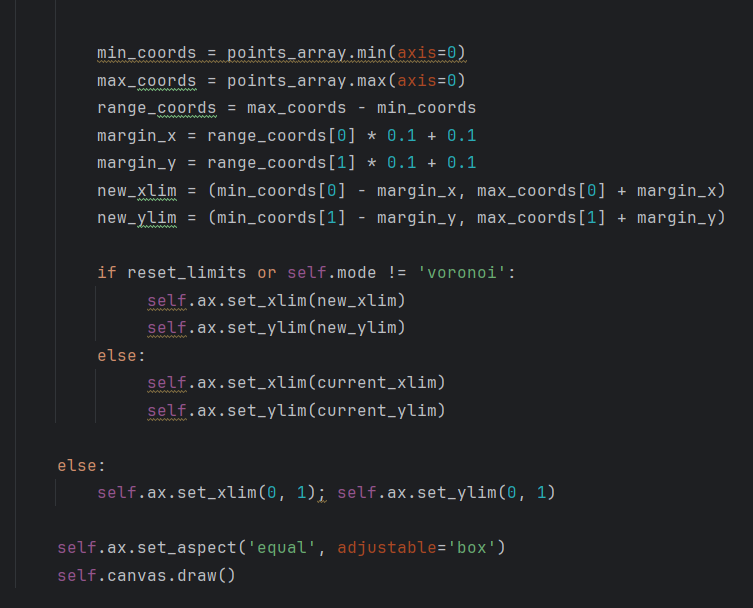 min_coords = points_array.min(axis=0)
max_coords = points_array.max(axis=0)
range_coords = max_coords - min_coords
margin_x = range_coords[0] * 0.1 + 0.1
margin_y = range_coords[1] * 0.1 + 0.1
new_xlim = (min_coords[0] - margin_x, max_coords[0] + margin_x)
new_ylim = (min_coords[1] - margin_y, max_coords[1] + margin_y)
if reset_limits or self.mode != 'voronoi':
self.ax.set_xlim(new_xlim)
self.ax.set_ylim(new_ylim)
else:
self.ax.set_xlim(current_xlim)
self.ax.set_ylim(current_ylim)
else:
self.ax.set_xlim(0, 1); self.ax.set_ylim(0, 1)
self.ax.set_aspect('equal', adjustable='box')
self.canvas.draw()